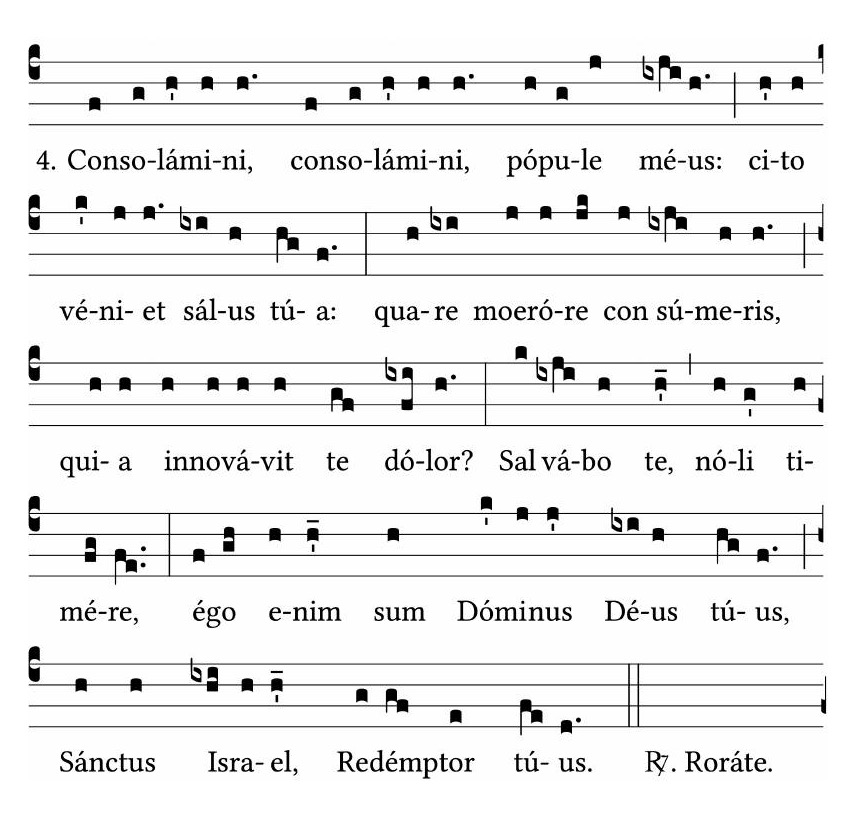 4. Conso-lámi-ni, conso-lámi-ni, pópu-le mé-us: ci-to
vé-ni-et sál-us tú-a: qua-re moeró-re con sú-me-ris,
qui-a innová-vit te dó-lor? Sal vá-bo te, nó-li ti-
mé-re, égo e-nim sum Dóminus Dé-us tú-us,
Sánctus Isra-el, Redémptor tú-us. ℟. Roráte.